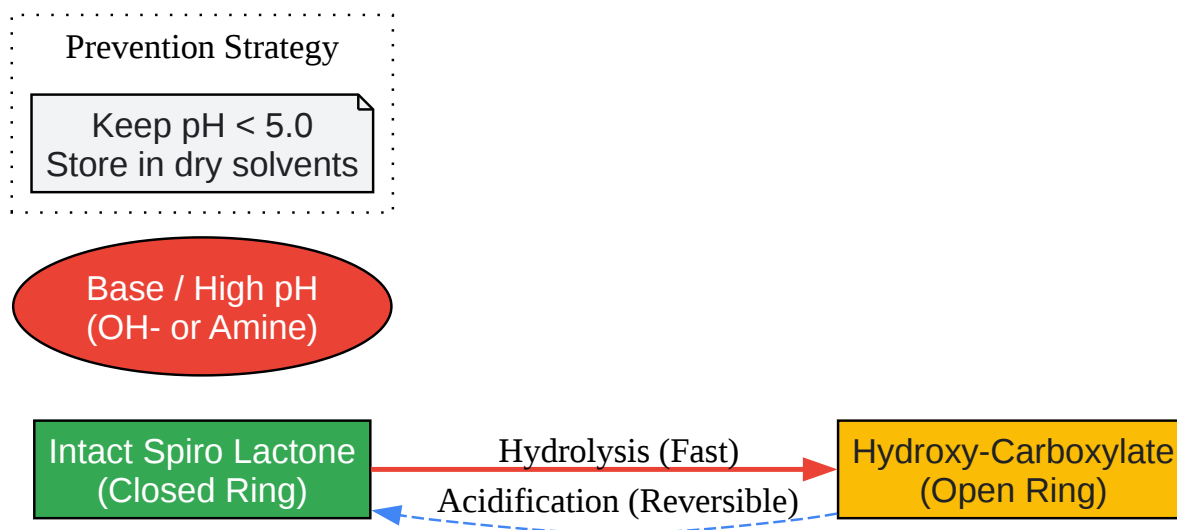 Prevention Strategy
Keep pH < 5.0
Store in dry solvents
Base / High pH
(OH- or Amine)
Intact Spiro Lactone
(Closed Ring)
Hydrolysis (Fast)
Acidification (Reversible)
Hydroxy-Carboxylate
(Open Ring)